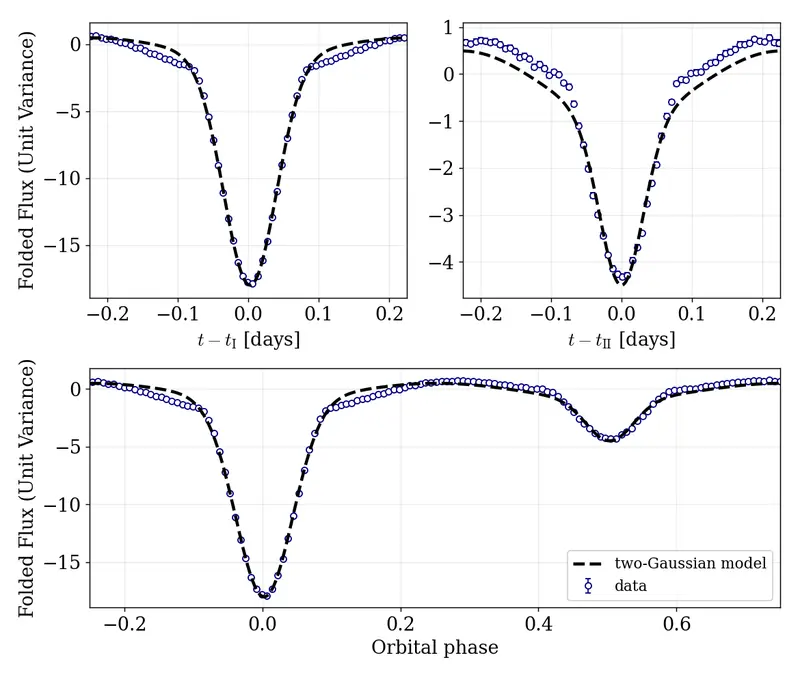 Folded Flux (Unit Variance)
0
−5
−10
−15
−0.2 −0.1 0.0 0.1 0.2
t − t_I [days]
1
0
−1
−2
−3
−4
−0.2 −0.1 0.0 0.1 0.2
t − t_II [days]
Folded Flux (Unit Variance)
0
−5
−10
−15
−0.2 0.0 0.2 0.4 0.6
Orbital phase
two-Gaussian model
data